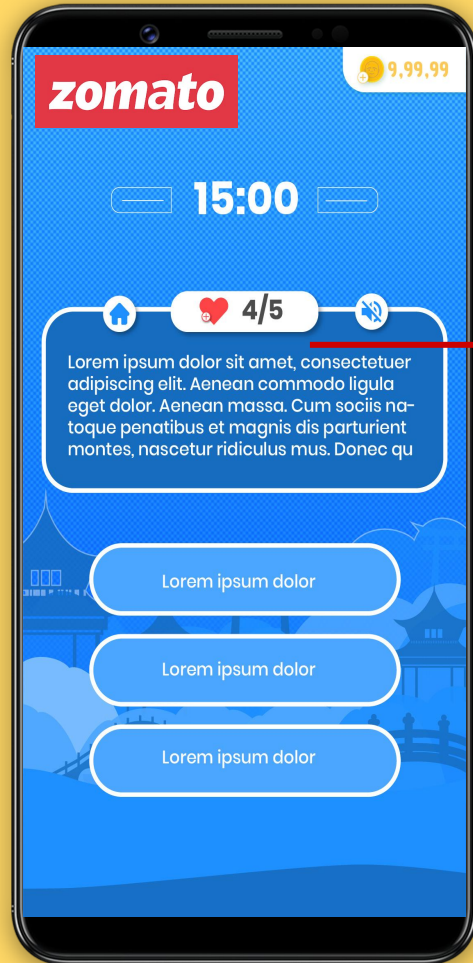 zomato
9,99,99
15:00
4/5
Lorem ipsum dolor sit amet, consectetuer
adipiscing elit. Aenean commodo ligula
eget dolor. Aenean massa. Cum sociis na-
toque penatibus et magnis dis parturient
montes, nascetur ridiculus mus. Donec qu
Lorem ipsum dolor
Lorem ipsum dolor
Lorem ipsum dolor